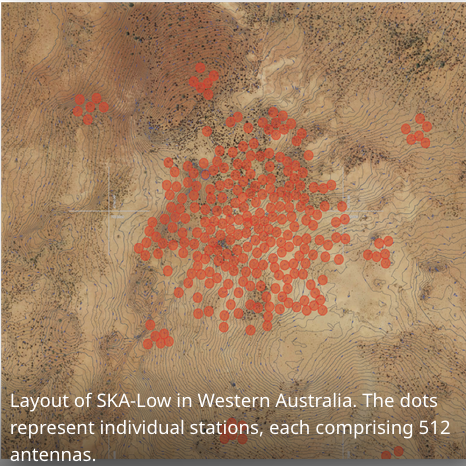 Layout of SKA-Low in Western Australia. The dots
represent individual stations, each comprising 512
antennas.